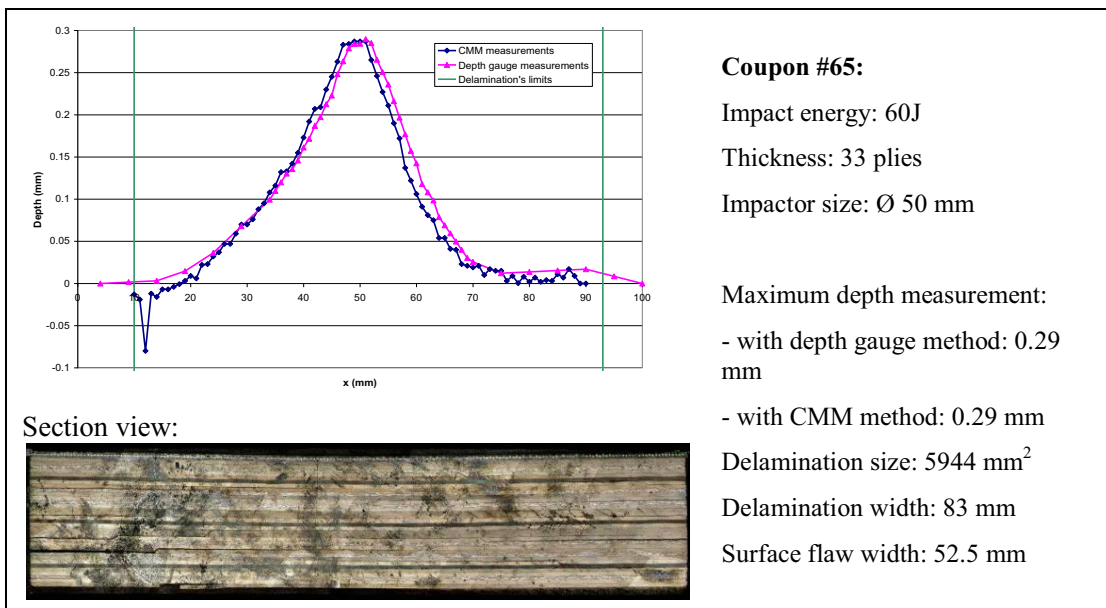 0.3
0.25
0.2
0.15
0.1
0.05
0
-0.05
-0.1
Depth (mm)
0 10 20 30 40 50 60 70 80 90 100
x (mm)
CMM measurements
Depth gauge measurements
Delamination's limits
Section view:
Coupon #65:
Impact energy: 60J
Thickness: 33 plies
Impactor size: Ø 50 mm
Maximum depth measurement:
- with depth gauge method: 0.29
mm
- with CMM method: 0.29 mm
Delamination size: 5944 mm²
Delamination width: 83 mm
Surface flaw width: 52.5 mm